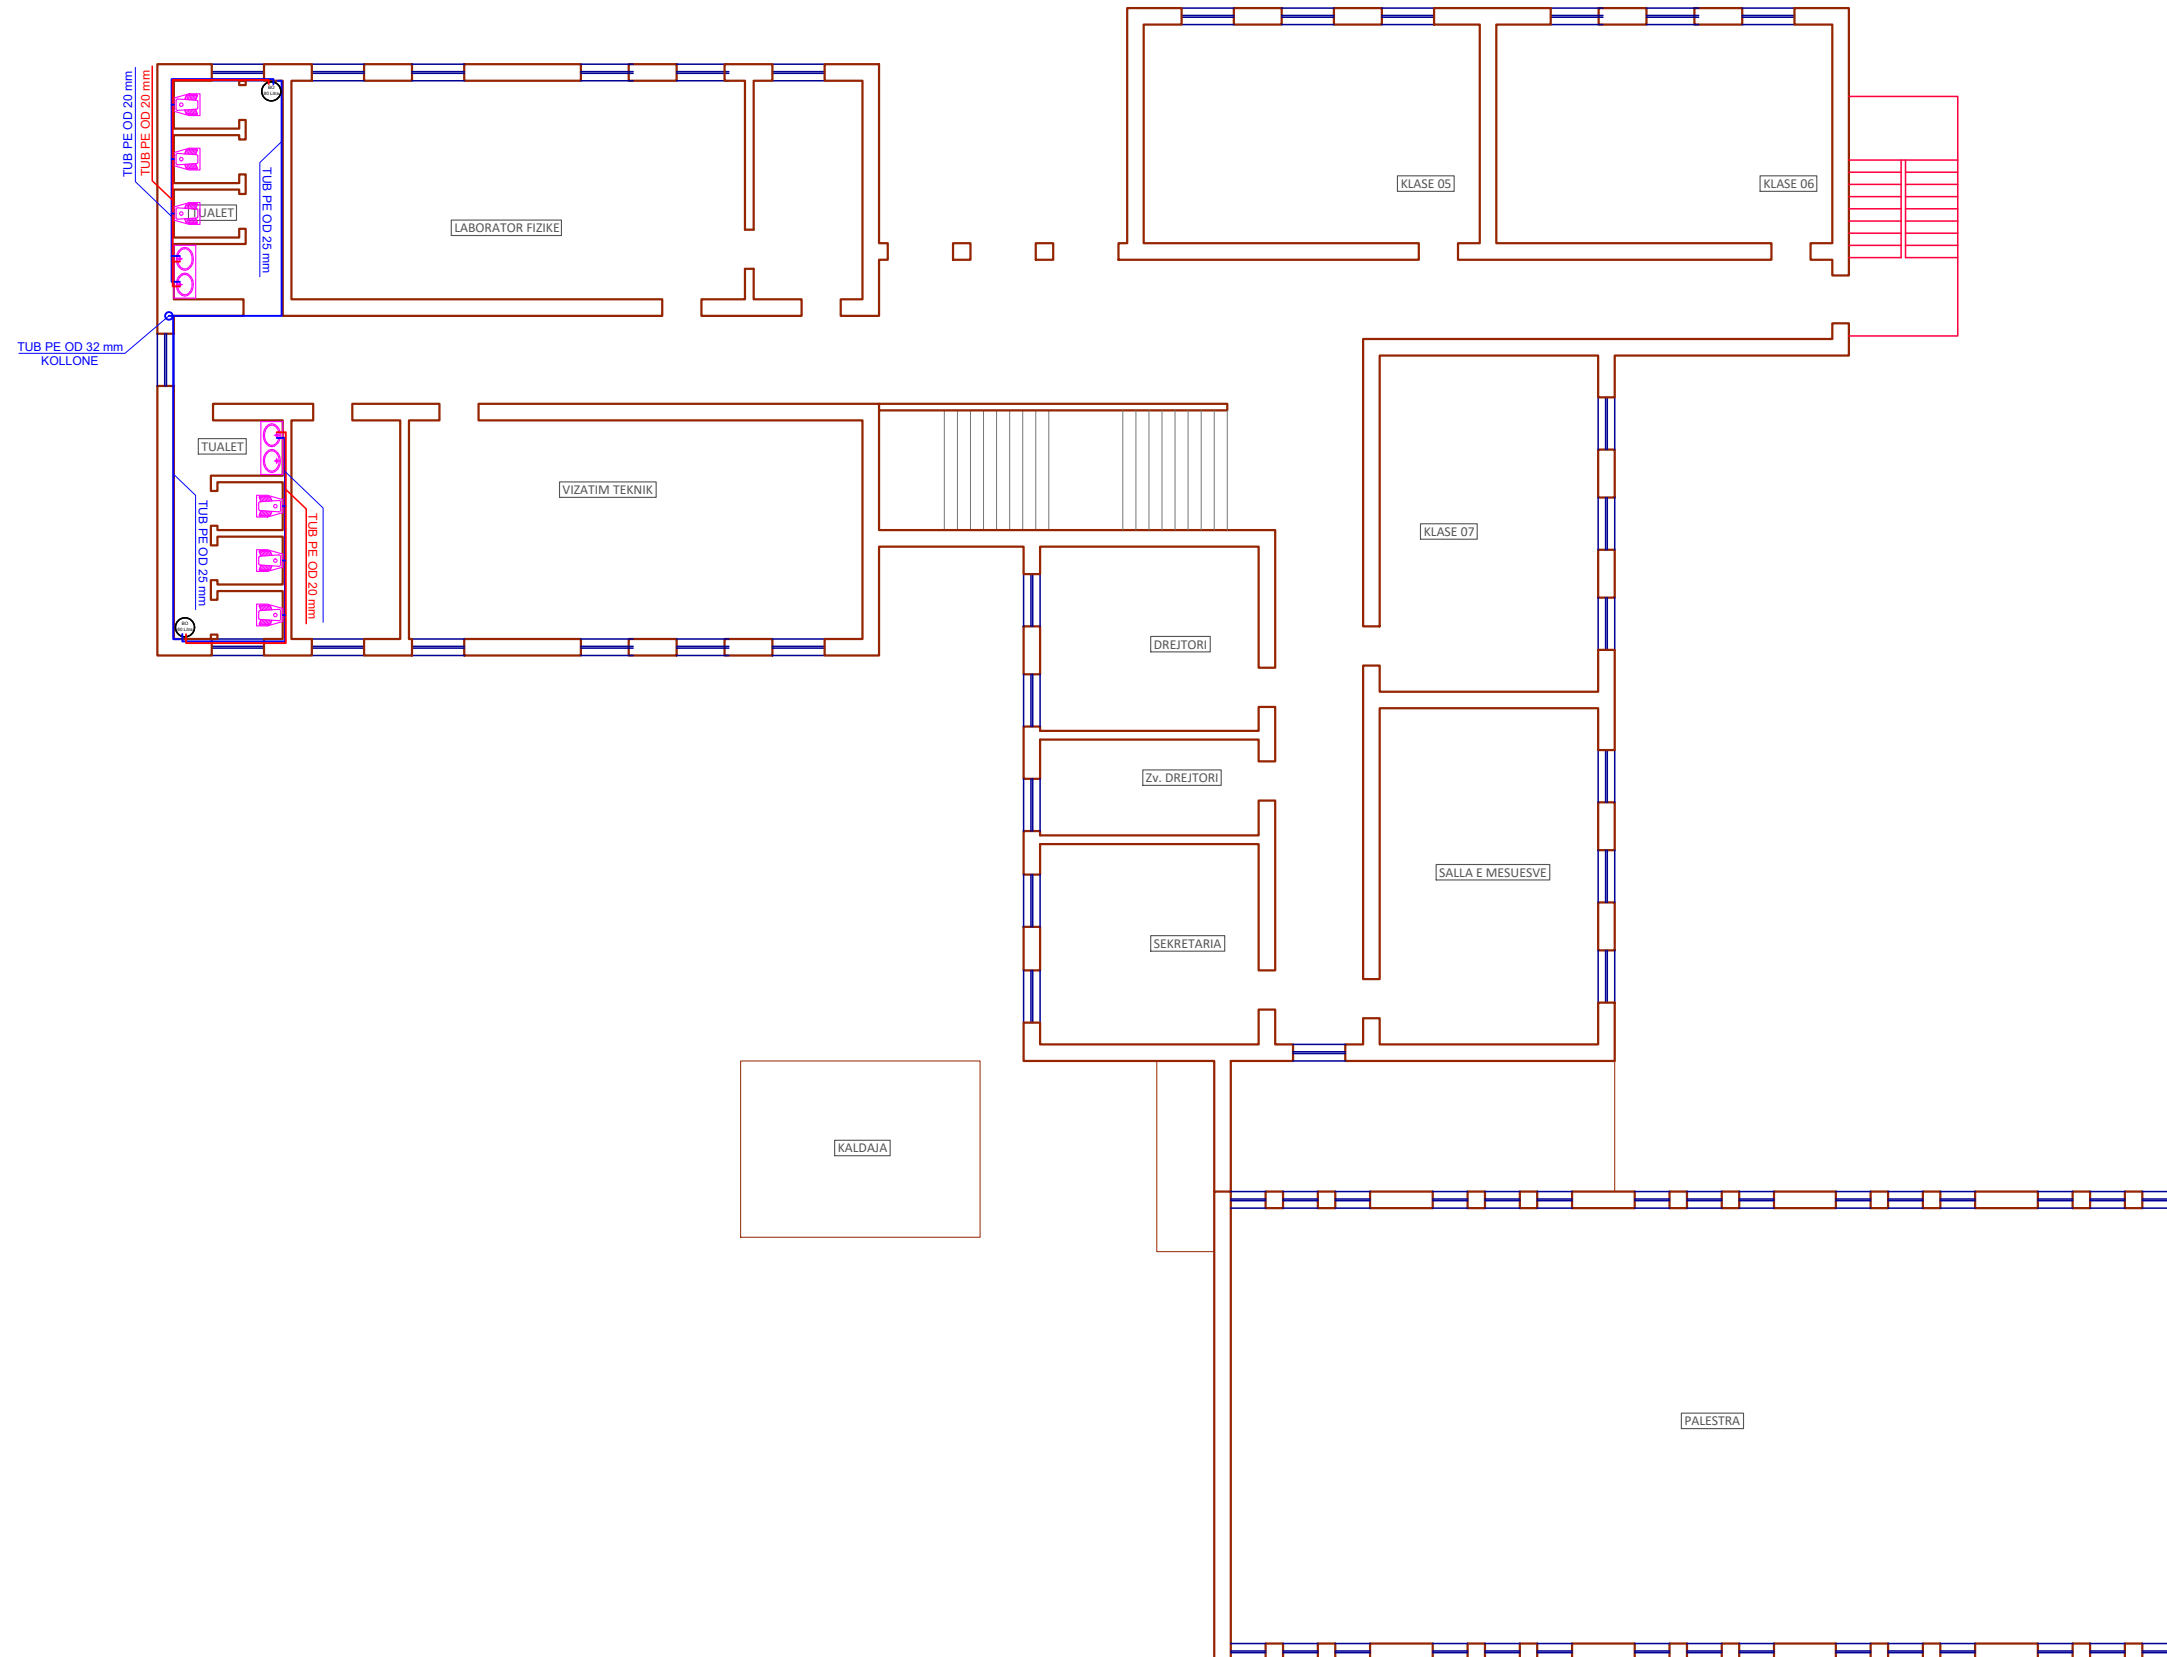 TUB PE OD 20 mm
TUB PE OD 20 mm
TUB PE OD 25 mm
TUALET
LABORATOR FIZIKE
KLASE 05
KLASE 06
TUB PE OD 32 mm
KOLLONE
TUALET
VIZATIM TEKNIK
TUB PE OD 25 mm
TUB PE OD 20 mm
KLASE 07
DREJTORI
Zv. DREJTORI
SALLA E MESUESVE
SEKRETARIA
KALDAJA
PALESTRA